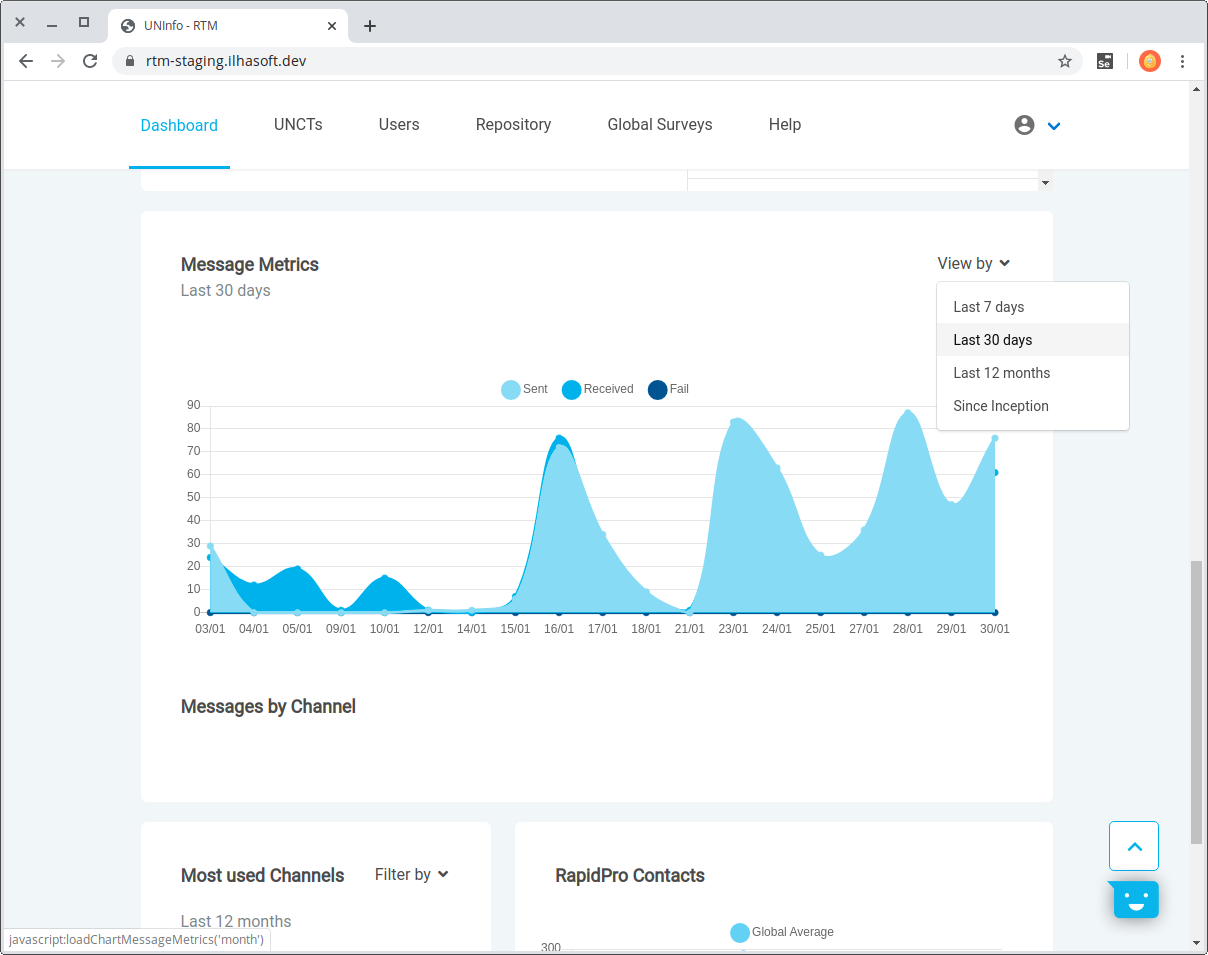 UNInfo - RTM
rtm-staging.ilhasoft.dev
Se
Dashboard UNCTs Users Repository Global Surveys Help
Message Metrics
View by
Last 30 days
Last 7 days
Last 30 days
Last 12 months
Since Inception
Sent Received Fail
90
80
70
60
50
40
30
20
10
0
03/01 04/01 05/01 09/01 10/01 12/01 14/01 15/01 16/01 17/01 18/01 21/01 23/01 24/01 25/01 27/01 28/01 29/01 30/01
Messages by Channel
Most used Channels Filter by
Last 12 months
RapidPro Contacts
Global Average
300
javascript:loadChartMessageMetrics('month')